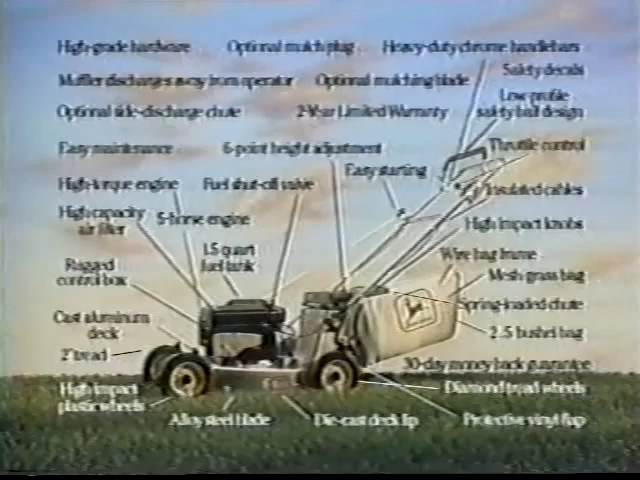 High-grade hardware Optional mulch plug Heavy-duty chrome handlebars
Safety decals
Muffler discharges away from operator Optional mulching blade
Low profile
safety bail design
Optional side-discharge chute 2-Year Limited Warranty
Throttle control
Easy maintenance 6-point height adjustment
Easy starting
High-torque engine Fuel shut-off valve Insulated cables
High capacity
air filter
5-horse engine High impact knobs
1.5 quart
fuel tank
Wire bag frame
Rugged
control box
Mesh grass bag
Spring-loaded chute
Cast aluminum
deck
2.5 bushel bag
2" tread
30-day money back guarantee
High impact
plastic wheels
Diamond tread wheels
Alloy steel blade Die-cast deck lip Protective vinyl flap